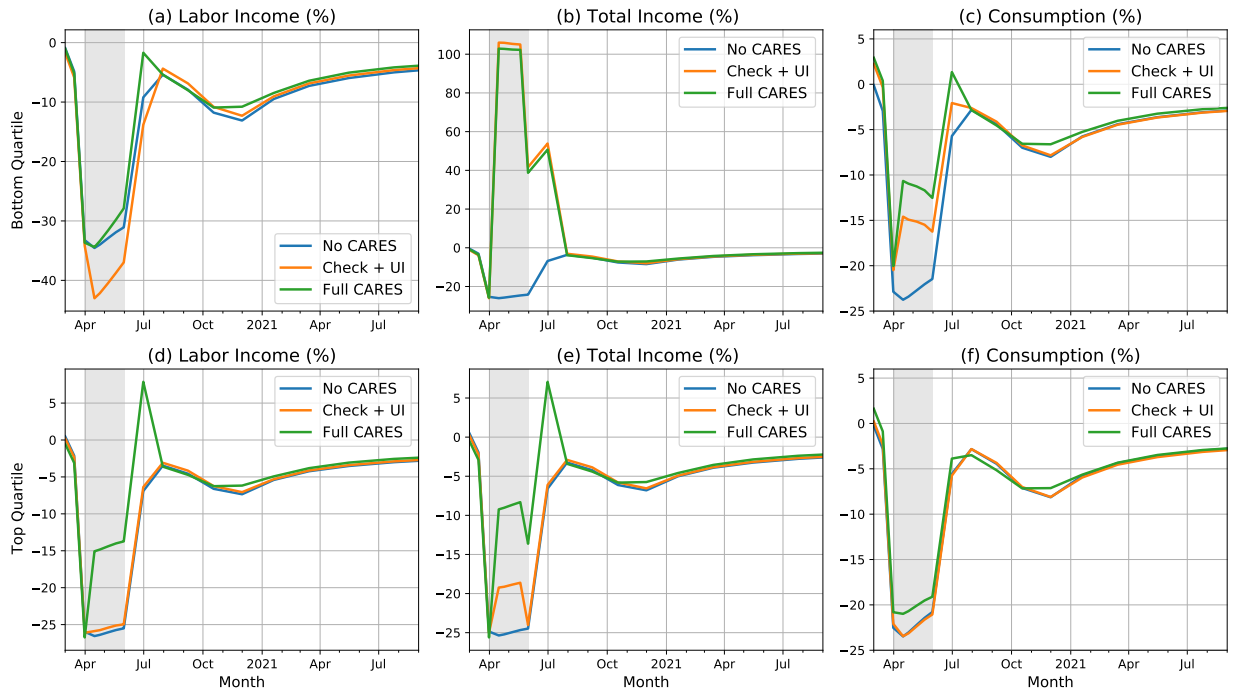 (a) Labor Income (%)
(b) Total Income (%)
(c) Consumption (%)
Bottom Quartile
0
−10
−20
−30
−40
No CARES
Check + UI
Full CARES
Apr
Jul
Oct
2021
Apr
Jul
100
80
60
40
20
0
−20
No CARES
Check + UI
Full CARES
Apr
Jul
Oct
2021
Apr
Jul
5
0
−5
−10
−15
−20
−25
No CARES
Check + UI
Full CARES
Apr
Jul
Oct
2021
Apr
Jul
(d) Labor Income (%)
(e) Total Income (%)
(f) Consumption (%)
Top Quartile
5
0
−5
−10
−15
−20
−25
No CARES
Check + UI
Full CARES
Apr
Jul
Oct
2021
Apr
Jul
Month
5
0
−5
−10
−15
−20
−25
No CARES
Check + UI
Full CARES
Apr
Jul
Oct
2021
Apr
Jul
Month
5
0
−5
−10
−15
−20
−25
No CARES
Check + UI
Full CARES
Apr
Jul
Oct
2021
Apr
Jul
Month